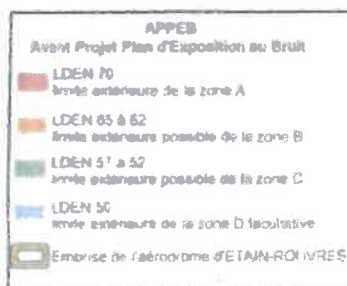 APPEB
Avant Projet Plan d'Exposition au Bruit
LDEN 70
limite extérieure de la zone A
LDEN 65 à 62
limite extérieure possible de la zone B
LDEN 57 à 52
limite extérieure possible de la zone C
LDEN 50
limite extérieure de la zone D facultative
Emprise de l'aérodrome d'ETAIN-ROUVRES